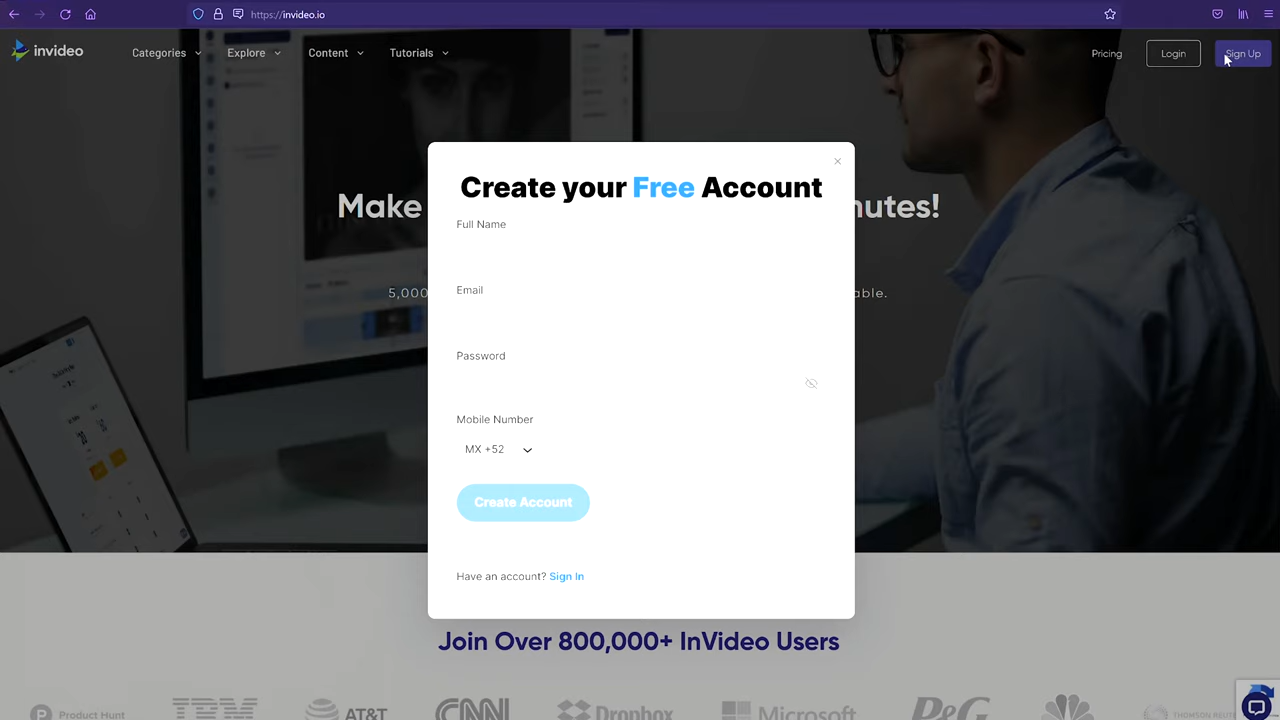 https://invideo.io
invideo
Categories
Explore
Content
Tutorials
Pricing
Login
Sign Up
Make
nutes!
5,000
able.
Create your Free Account
Full Name
Email
Password
Mobile Number
MX +52
Create Account
Have an account? Sign In
Join Over 800,000+ InVideo Users
Product Hunt
IBM
AT&T
CNN
Dropbox
Microsoft
P&G
THOMSON REUT